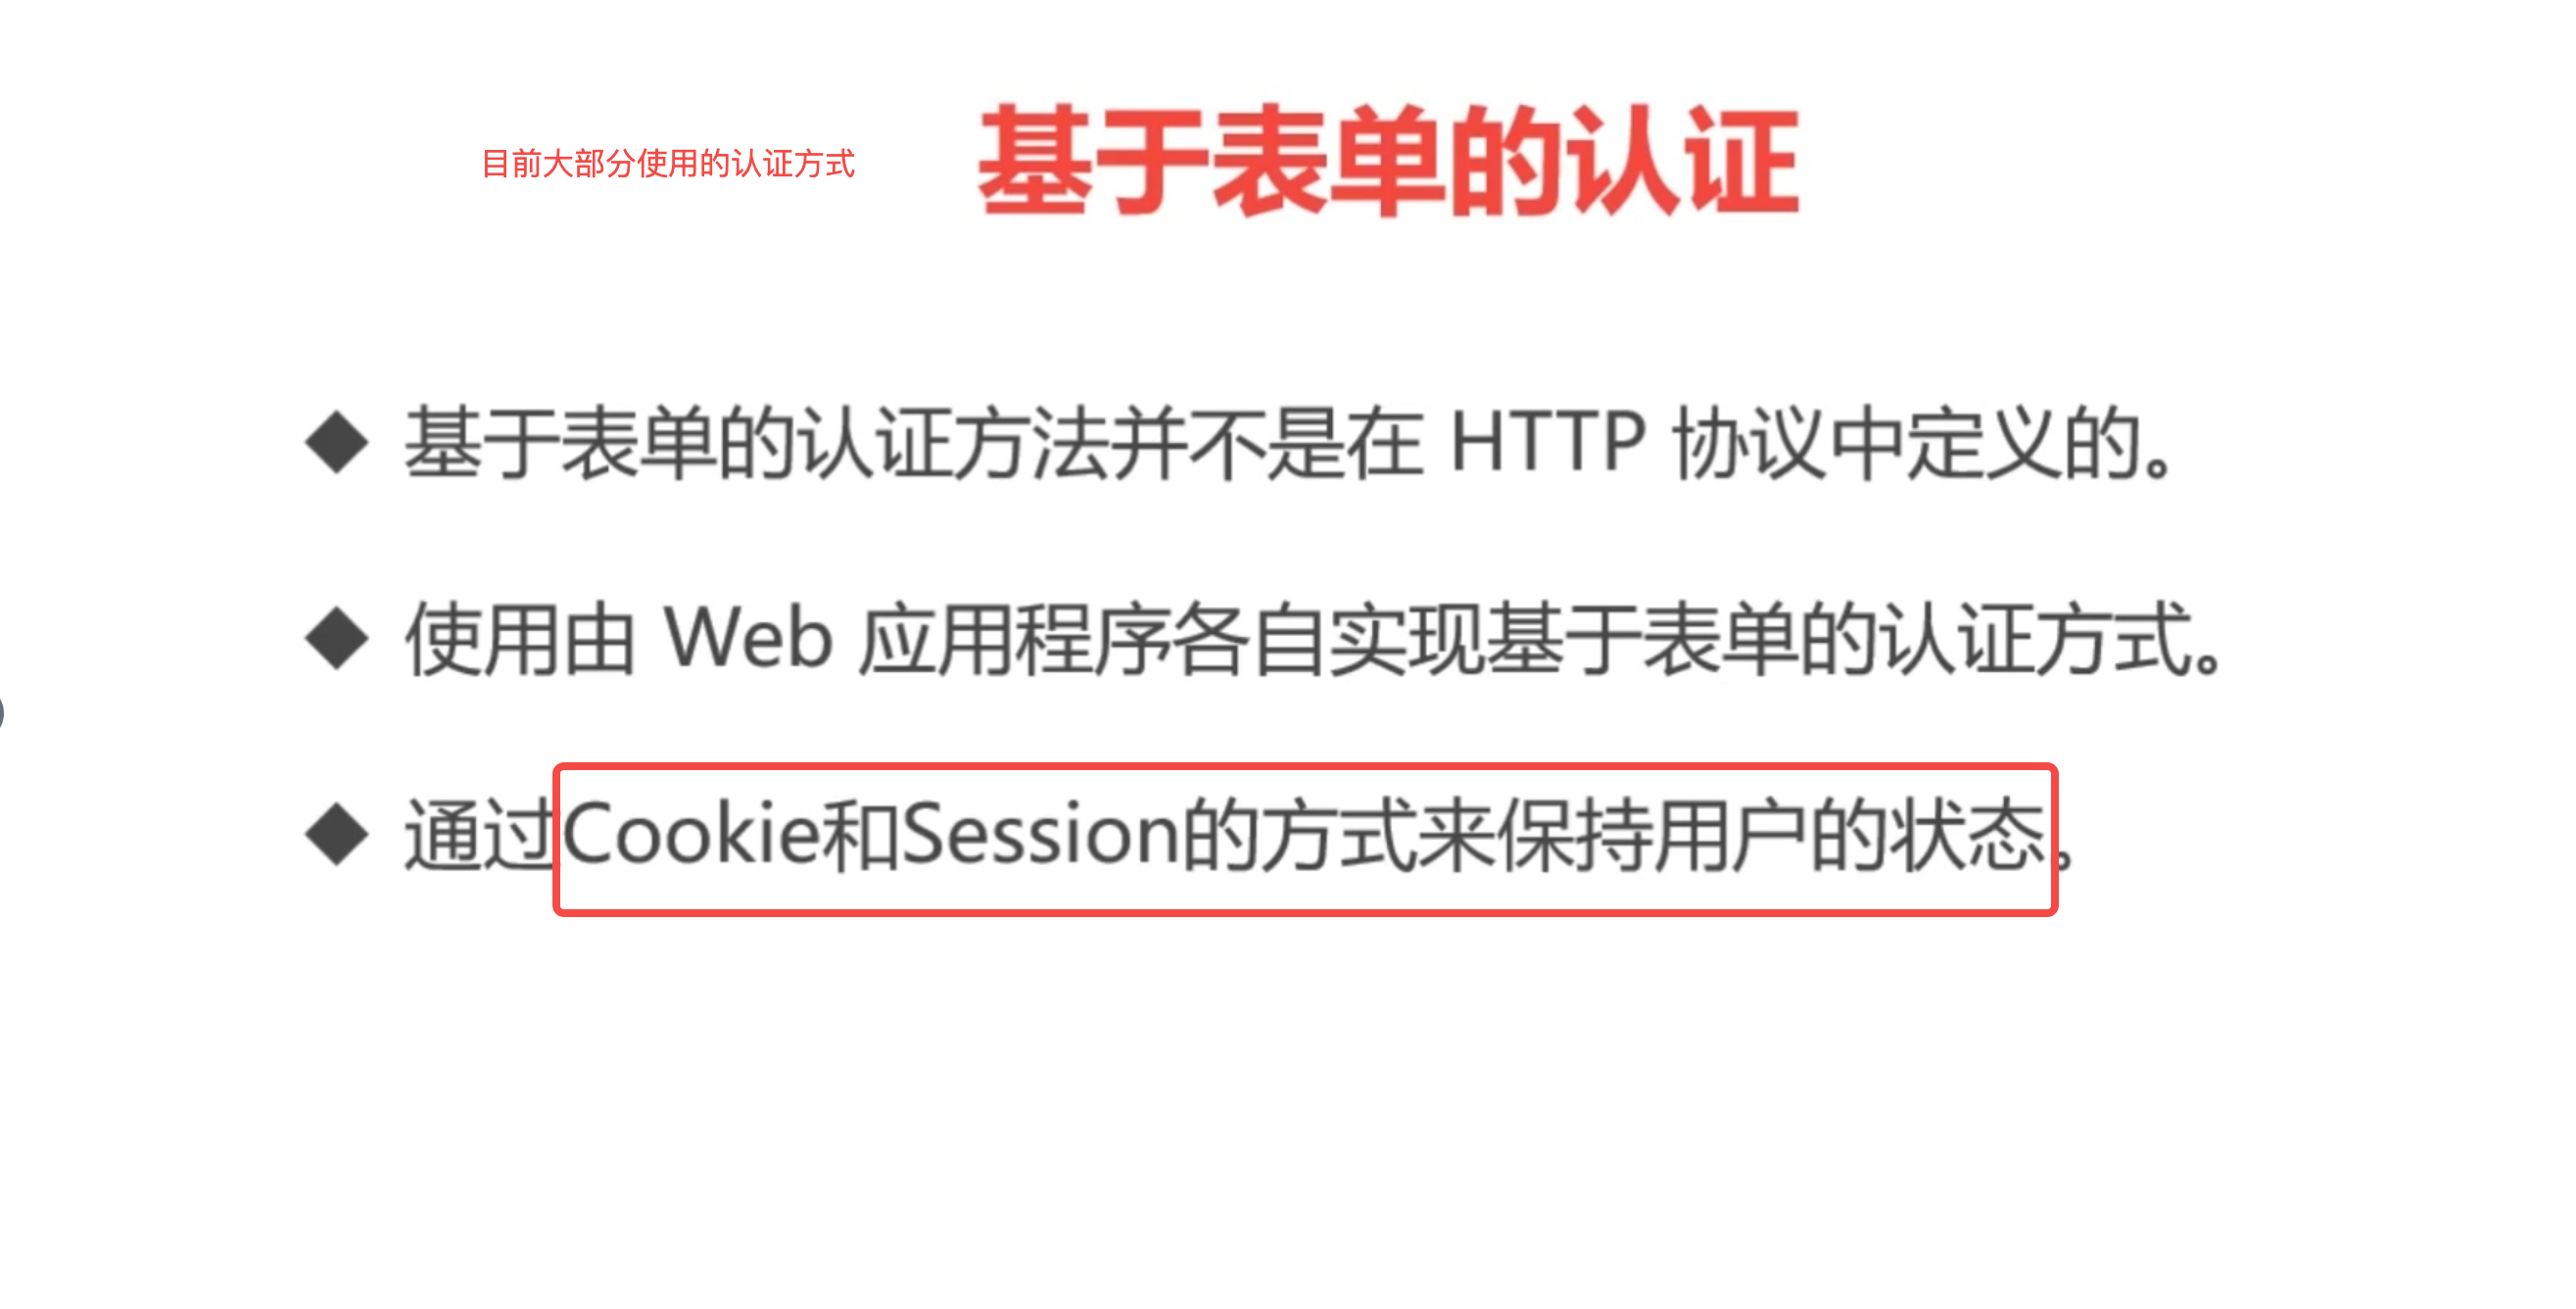 目前大部分使用的认证方式
基于表单的认证
◆ 基于表单的认证方法并不是在 HTTP 协议中定义的。
◆ 使用由 Web 应用程序各自实现基于表单的认证方式。
◆ 通过Cookie和Session的方式来保持用户的状态。